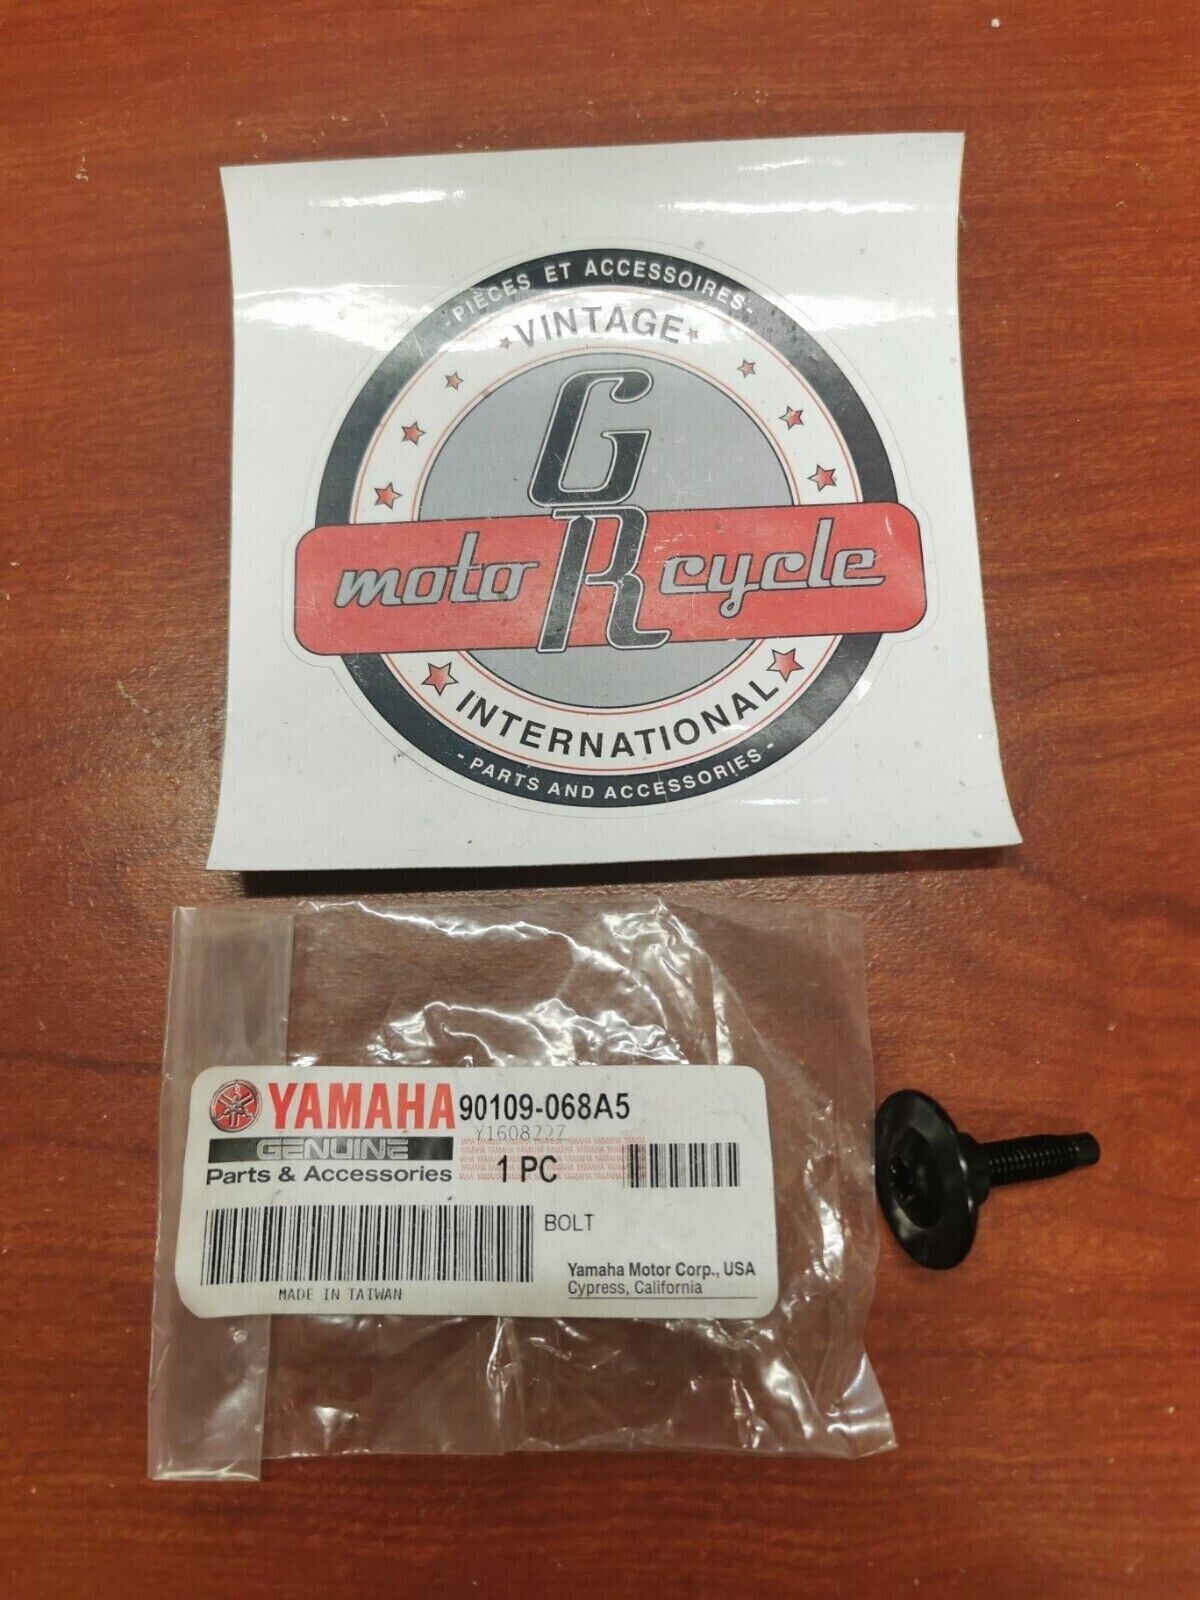 - PIÈCES ET ACCESSOIRES -
VINTAGE
G
moto R cycle
INTERNATIONAL
- PARTS AND ACCESSORIES -
YAMAHA 90109-068A5
Y1608227
GENUINE
Parts & Accessories 1 PC
BOLT
Yamaha Motor Corp., USA
Cypress, California
MADE IN TAIWAN